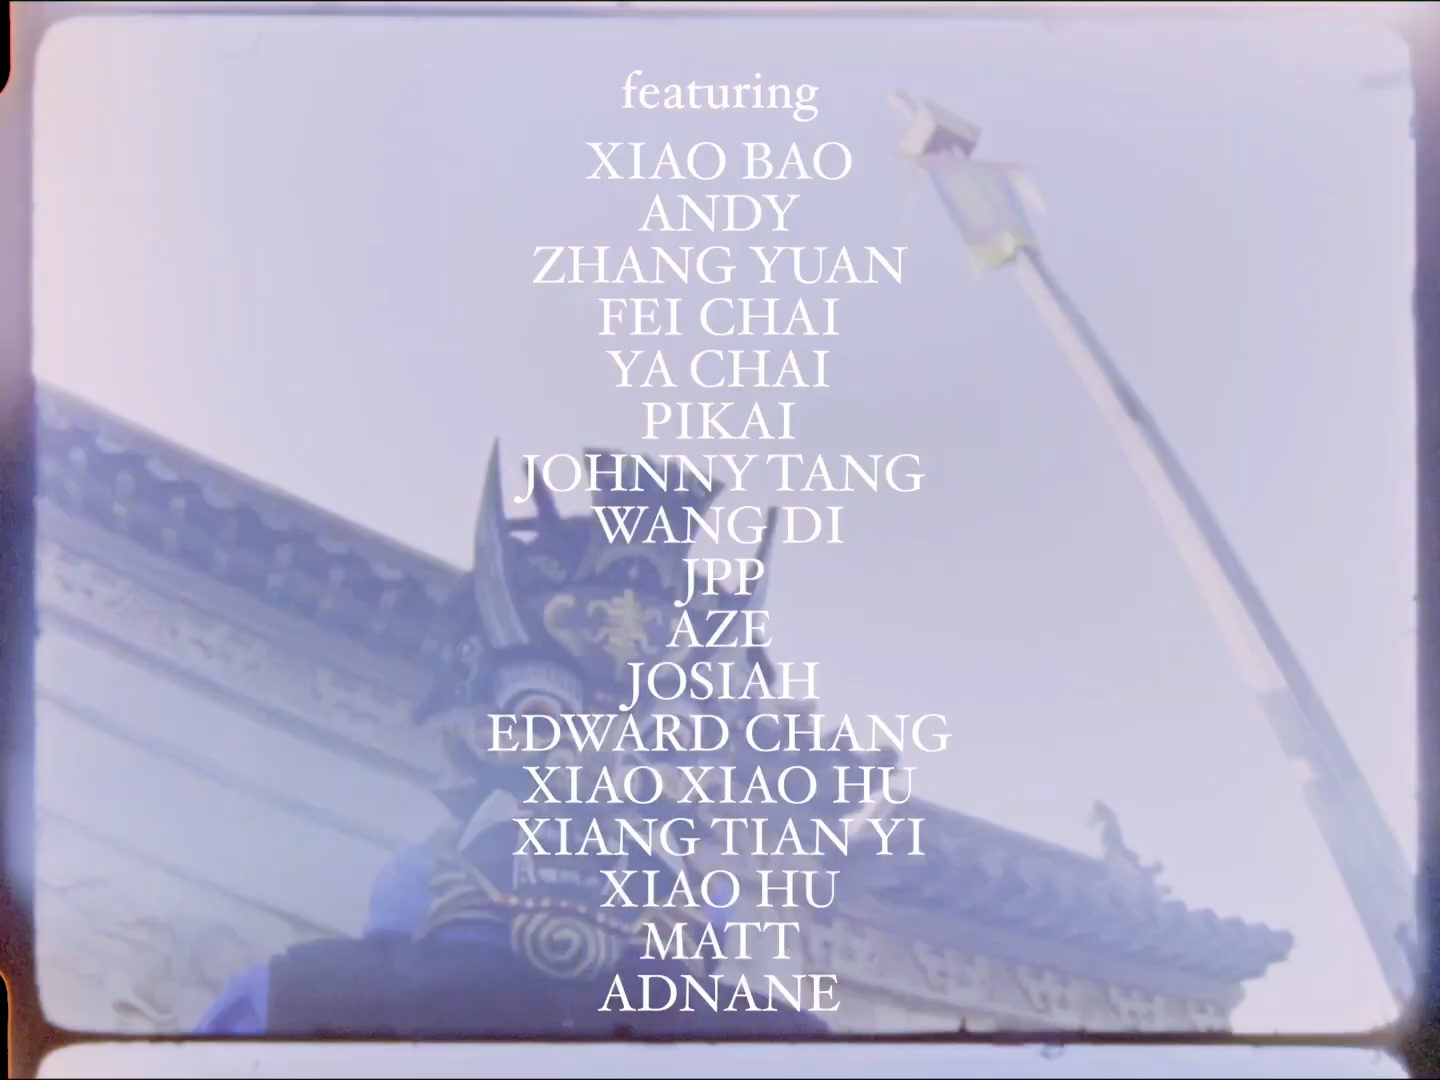 featuring
XIAO BAO
ANDY
ZHANG YUAN
FEI CHAI
YA CHAI
PIKAI
JOHNNY TANG
WANG DI
JPP
AZE
JOSIAH
EDWARD CHANG
XIAO XIAO HU
XIANG TIAN YI
XIAO HU
MATT
ADNANE